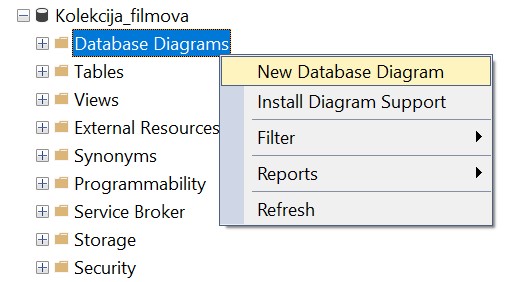 Kolekcija_filmova
Database Diagrams
New Database Diagram
Tables
Install Diagram Support
Views
External Resources
Filter
Synonyms
Reports
Programmability
Refresh
Service Broker
Storage
Security